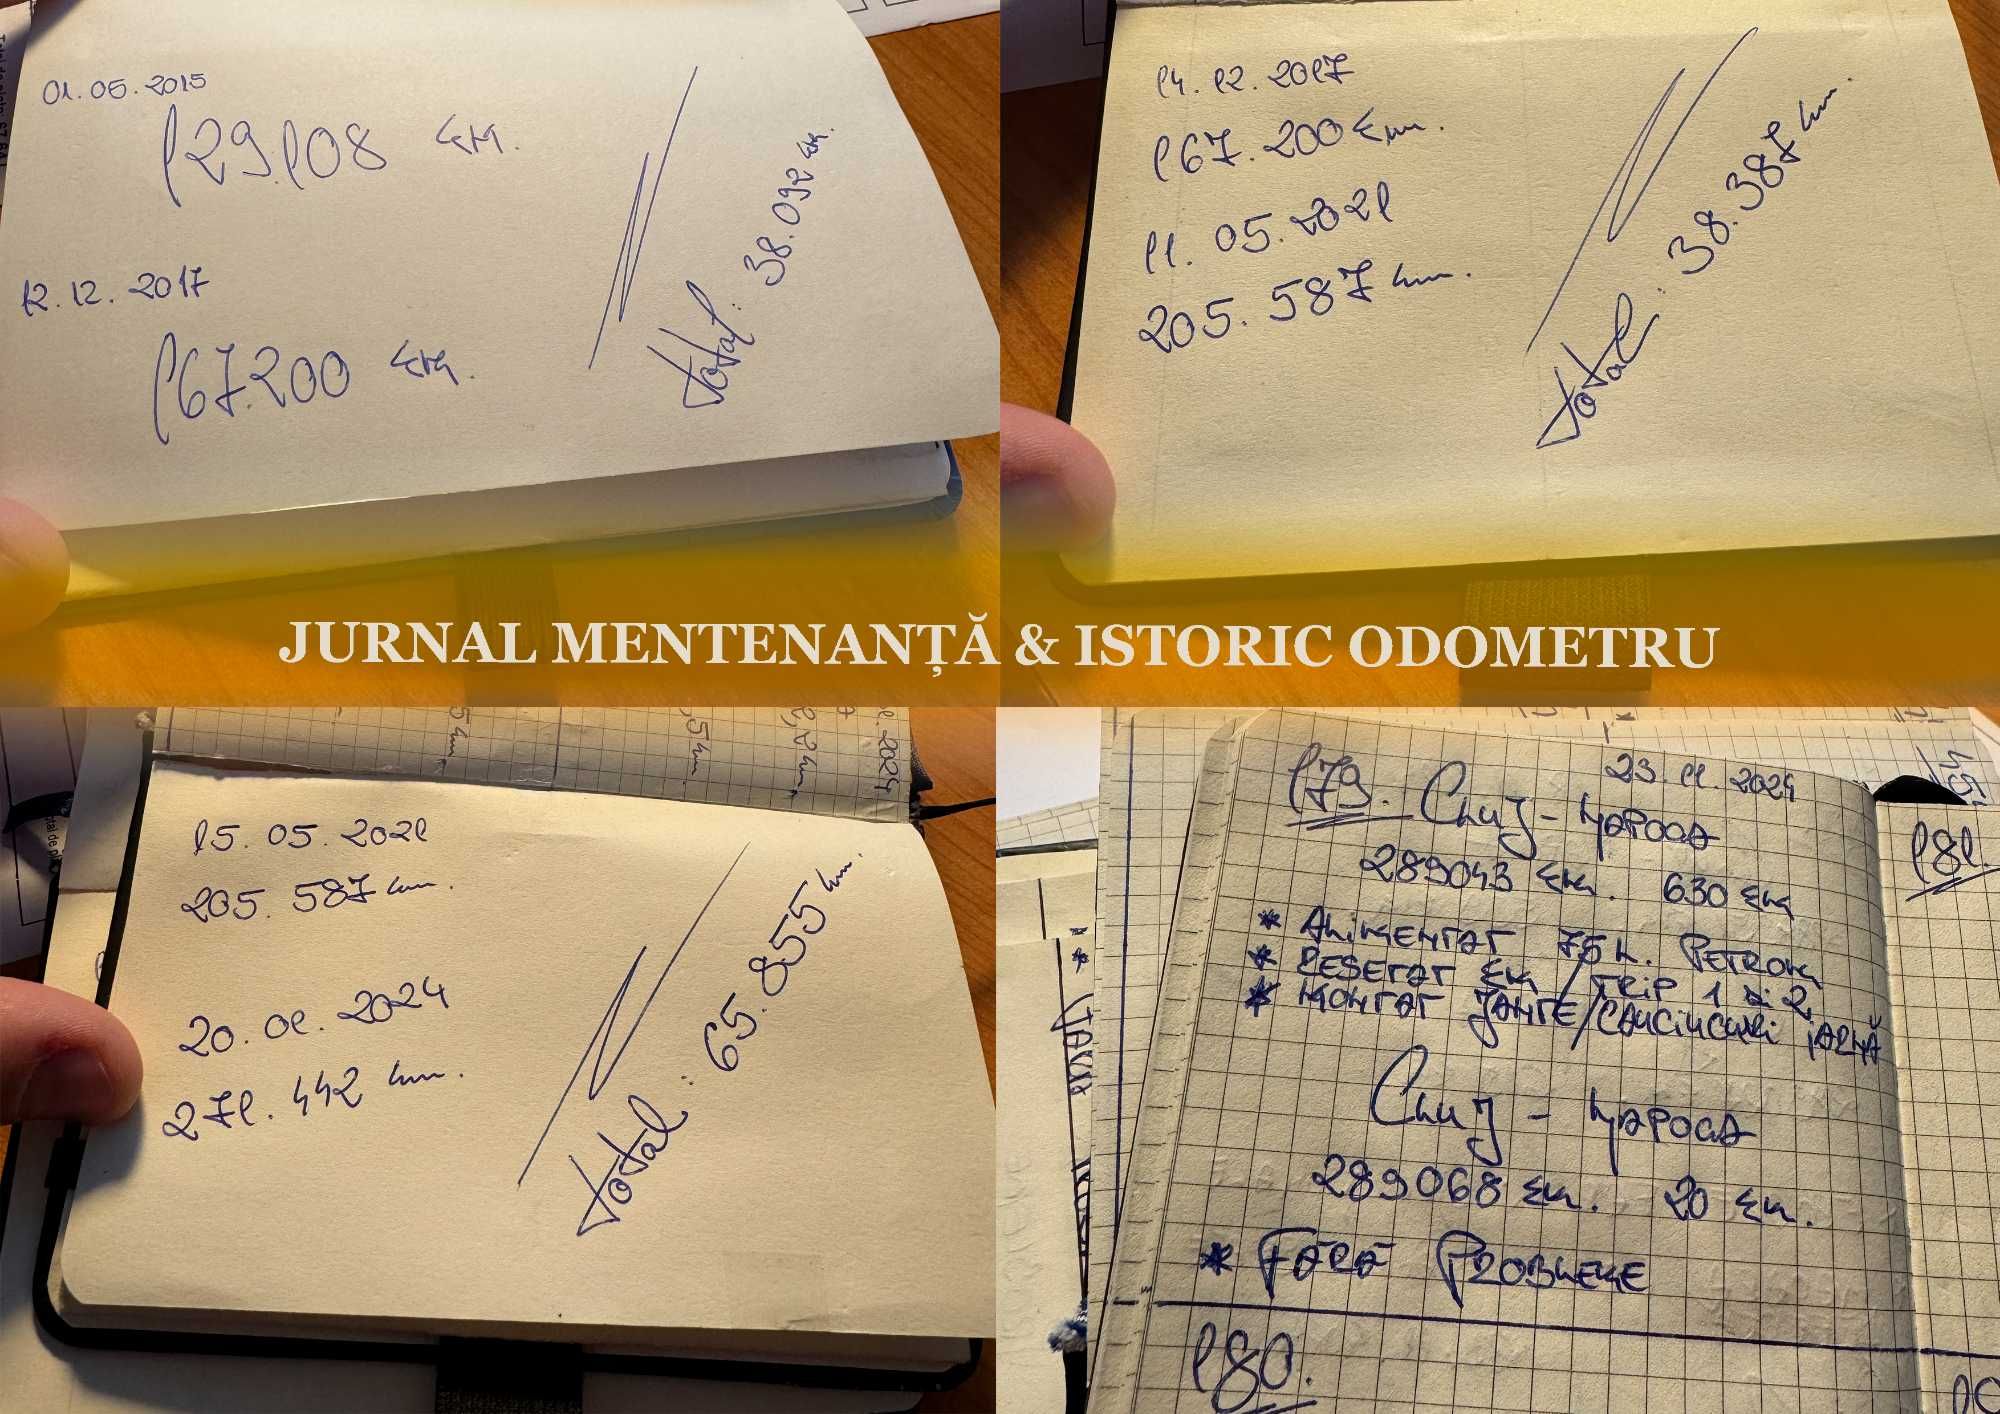 01.05.2015
129.108 km.
12.12.2017
167.200 km.
Total: 38.092 km.
14.12.2017
167.200 km.
11.05.2021
205.587 km.
Total: 38.387 km.
JURNAL MENTENANȚĂ & ISTORIC ODOMETRU
15.05.2021
205.587 km.
20.01.2024
271.442 km.
Total: 65.855 km.
2024
179. Cluj-Napoca
23.11.2024
289043 km. 630 km
* Alimentat 75 L. Petrom
* Resetat km/trip 1 și 2,
* Montat jante/cauciucuri iarnă
Cluj-Napoca
289068 km. 20 km.
* Fără probleme
180.
181.